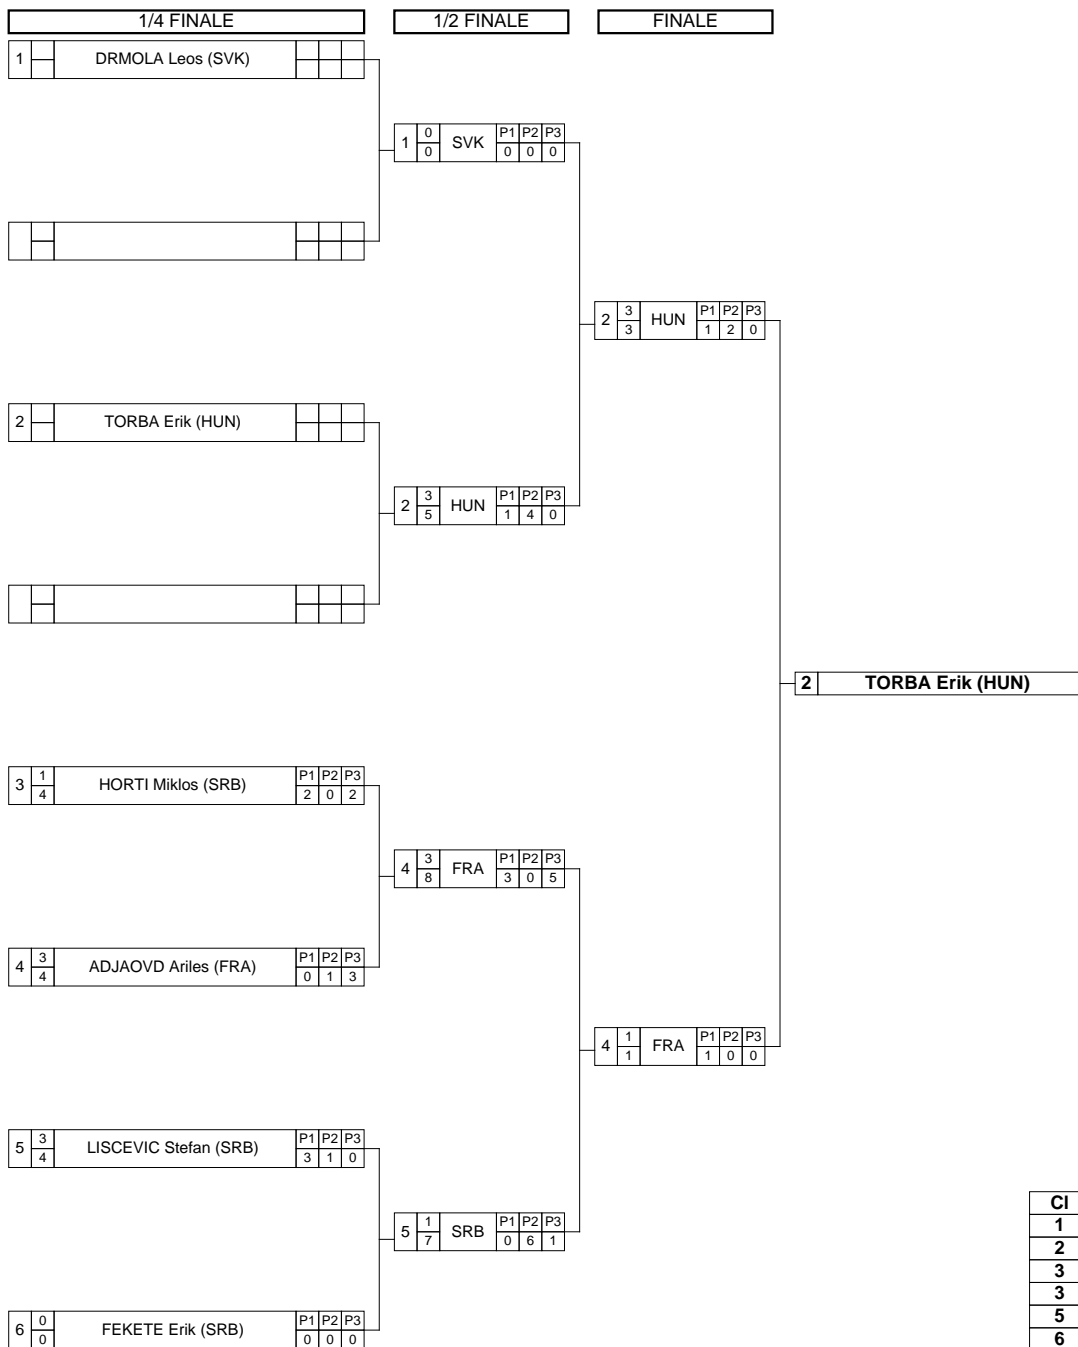 1/4 FINALE 1/2 FINALE FINALE
1 DRMOLA Leos (SVK)
1 0 0 SVK P1 P2 P3 0 0 0
2 3 3 HUN P1 P2 P3 1 2 0
2 TORBA Erik (HUN)
2 3 5 HUN P1 P2 P3 1 4 0
2 TORBA Erik (HUN)
3 1 4 HORTI Miklos (SRB) P1 P2 P3 2 0 2
4 3 8 FRA P1 P2 P3 3 0 5
4 3 4 ADJAOVD Ariles (FRA) P1 P2 P3 0 1 3
4 1 1 FRA P1 P2 P3 1 0 0
5 3 4 LISCEVIC Stefan (SRB) P1 P2 P3 3 1 0
5 1 7 SRB P1 P2 P3 0 6 1
6 0 0 FEKETE Erik (SRB) P1 P2 P3 0 0 0
Cl
1
2
3
3
5
6